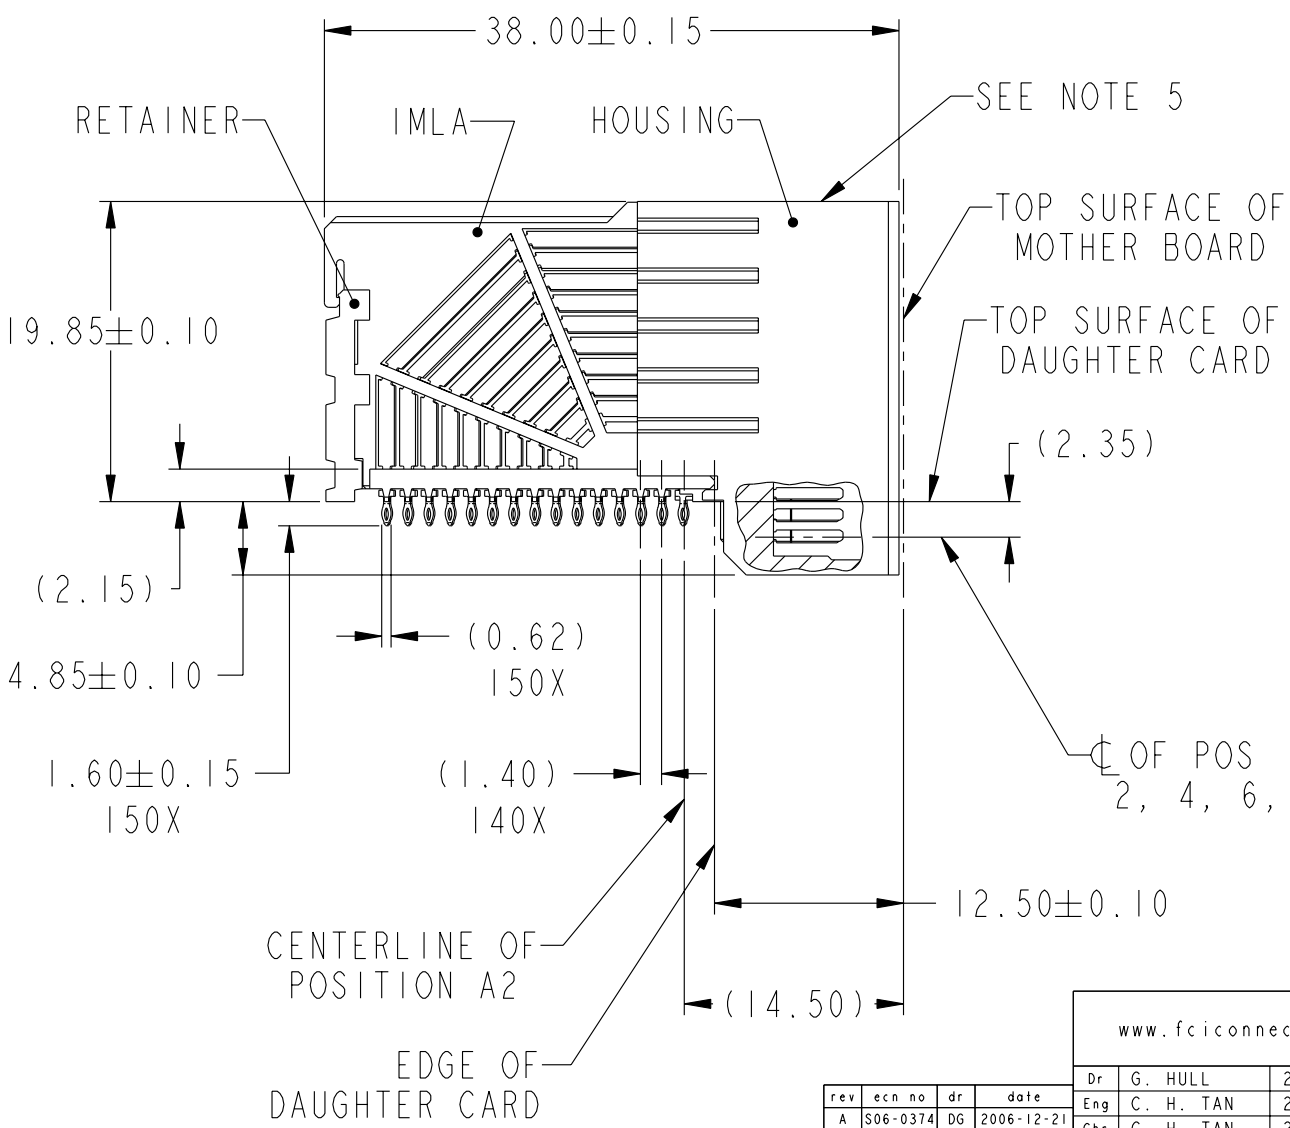 38.00±0.15
SEE NOTE 5
RETAINER
IMLA
HOUSING
TOP SURFACE OF
MOTHER BOARD
19.85±0.10
TOP SURFACE OF
DAUGHTER CARD
(2.35)
(2.15)
(0.62)
150X
4.85±0.10
1.60±0.15
150X
(1.40)
140X
℄ OF POS
2, 4, 6,
12.50±0.10
CENTERLINE OF
POSITION A2
(14.50)
EDGE OF
DAUGHTER CARD
www.fciconnec
Dr G. HULL 2
Eng C. H. TAN 2
rev ecn no dr date
A S06-0374 DG 2006-12-21